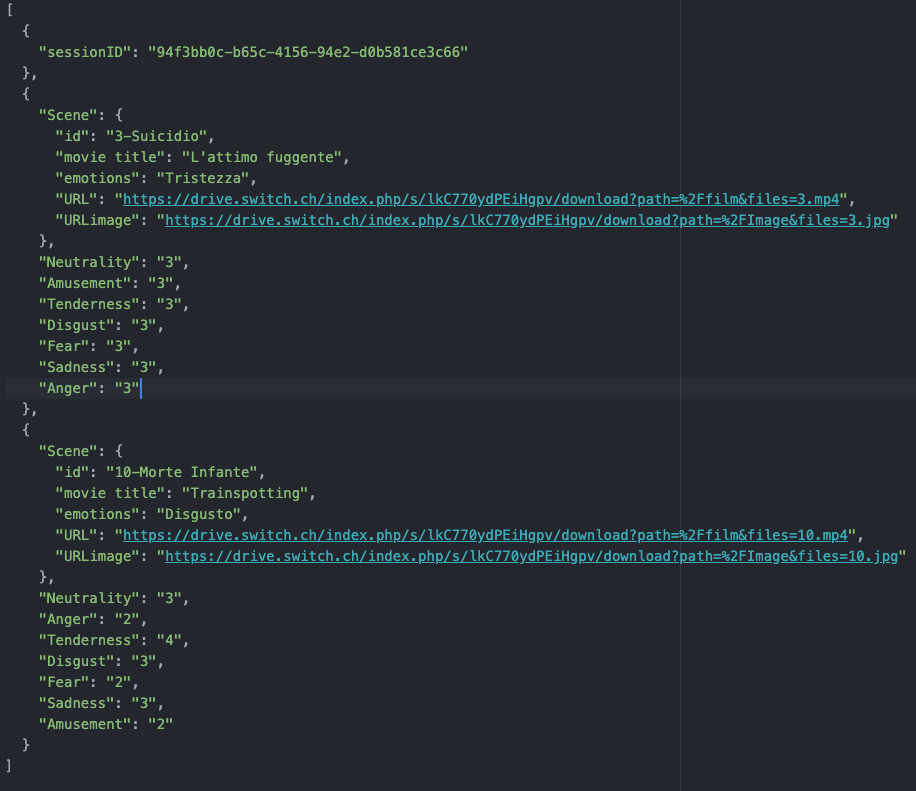 [
  {
    "sessionID": "94f3bb0c-b65c-4156-94e2-d0b581ce3c66"
  },
  {
    "Scene": {
      "id": "3-Suicidio",
      "movie title": "L'attimo fuggente",
      "emotions": "Tristezza",
      "URL": "https://drive.switch.ch/index.php/s/lkC770ydPEiHgpv/download?path=%2Ffilm&files=3.mp4",
      "URLimage": "https://drive.switch.ch/index.php/s/lkC770ydPEiHgpv/download?path=%2FImage&files=3.jpg"
    },
    "Neutrality": "3",
    "Amusement": "3",
    "Tenderness": "3",
    "Disgust": "3",
    "Fear": "3",
    "Sadness": "3",
    "Anger": "3"
  },
  {
    "Scene": {
      "id": "10-Morte Infante",
      "movie title": "Trainspotting",
      "emotions": "Disgusto",
      "URL": "https://drive.switch.ch/index.php/s/lkC770ydPEiHgpv/download?path=%2Ffilm&files=10.mp4",
      "URLimage": "https://drive.switch.ch/index.php/s/lkC770ydPEiHgpv/download?path=%2FImage&files=10.jpg"
    },
    "Neutrality": "3",
    "Anger": "2",
    "Tenderness": "4",
    "Disgust": "3",
    "Fear": "2",
    "Sadness": "3",
    "Amusement": "2"
  }
]